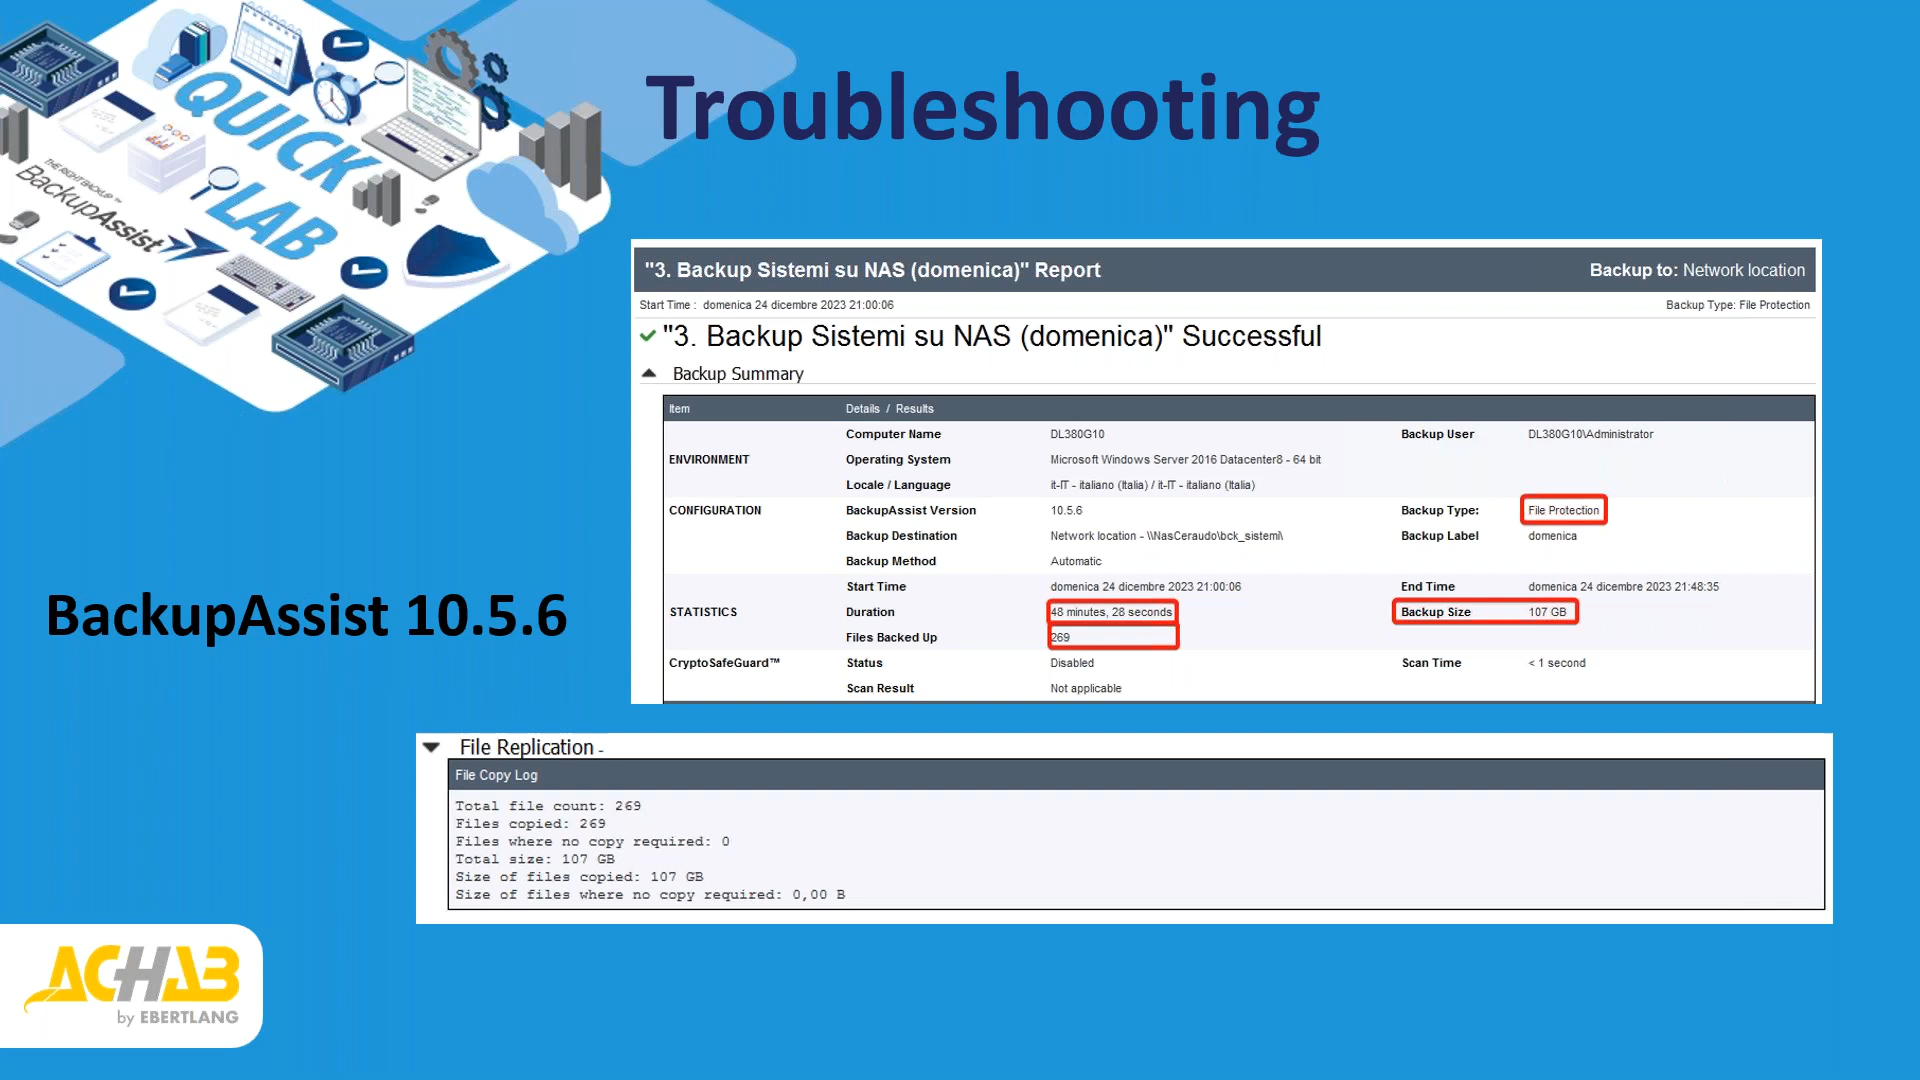 QUICK
LAB
THE RIGHT BACKUP™
BackupAssist
Troubleshooting
"3. Backup Sistemi su NAS (domenica)" Report Backup to: Network location
Start Time : domenica 24 dicembre 2023 21:00:06 Backup Type: File Protection
"3. Backup Sistemi su NAS (domenica)" Successful
Backup Summary
Item Details / Results
Computer Name DL380G10 Backup User DL380G10\Administrator
ENVIRONMENT Operating System Microsoft Windows Server 2016 Datacenter8 - 64 bit
Locale / Language it-IT - italiano (Italia) / it-IT - italiano (Italia)
CONFIGURATION BackupAssist Version 10.5.6 Backup Type: File Protection
Backup Destination Network location - \\NasCeraudo\bck_sistemi\ Backup Label domenica
Backup Method Automatic
Start Time domenica 24 dicembre 2023 21:00:06 End Time domenica 24 dicembre 2023 21:48:35
STATISTICS Duration 48 minutes, 28 seconds Backup Size 107 GB
Files Backed Up 269
CryptoSafeGuard™ Status Disabled Scan Time < 1 second
Scan Result Not applicable
BackupAssist 10.5.6
File Replication -
File Copy Log
Total file count: 269
Files copied: 269
Files where no copy required: 0
Total size: 107 GB
Size of files copied: 107 GB
Size of files where no copy required: 0,00 B
ACHAB
by EBERTLANG